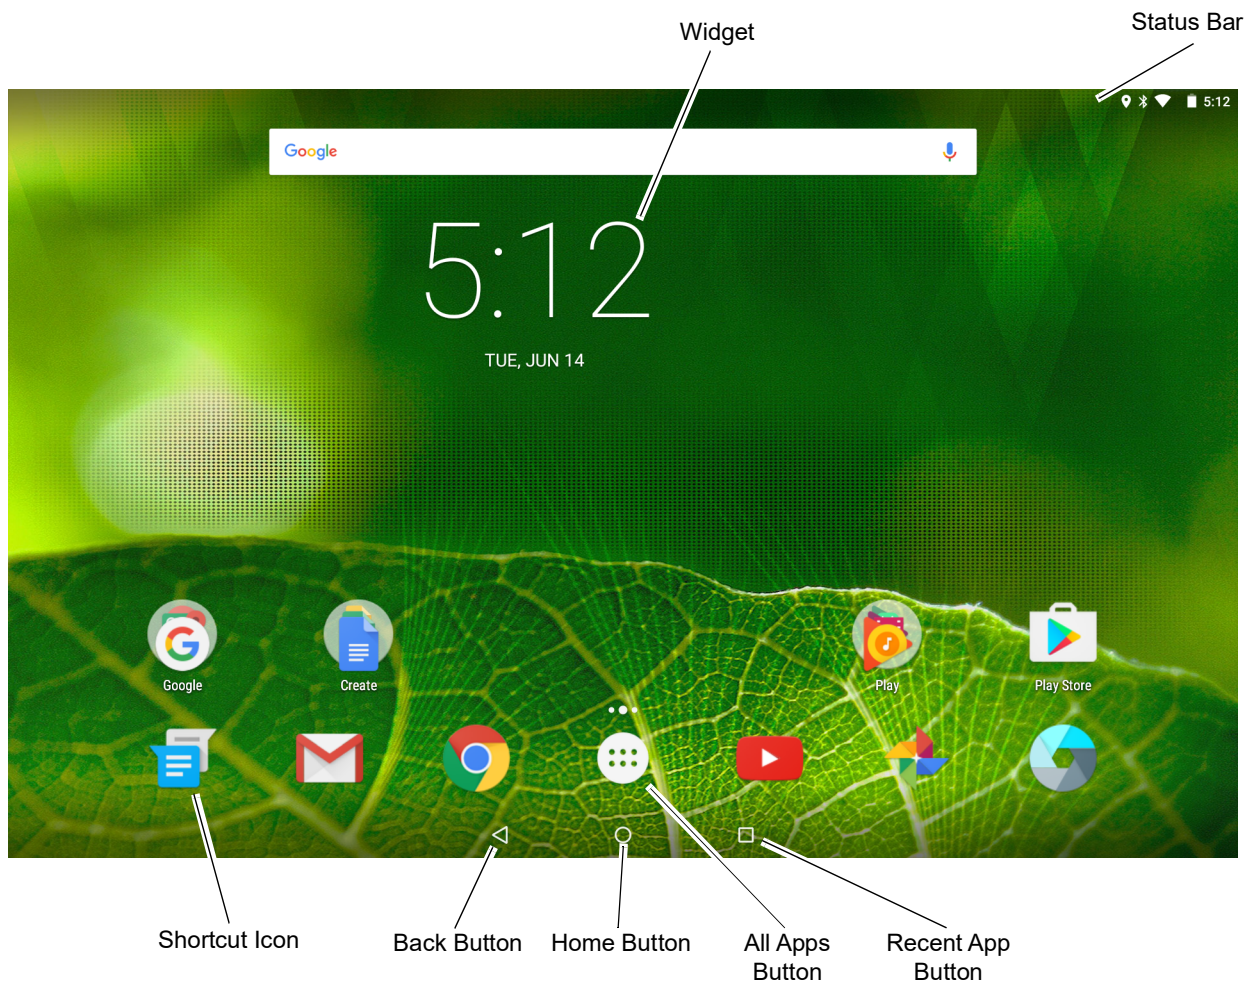 Widget
Status Bar
5:12
Google
5:12
TUE, JUN 14
Google
Create
Play
Play Store
Shortcut Icon
Back Button
Home Button
All Apps
Button
Recent App
Button